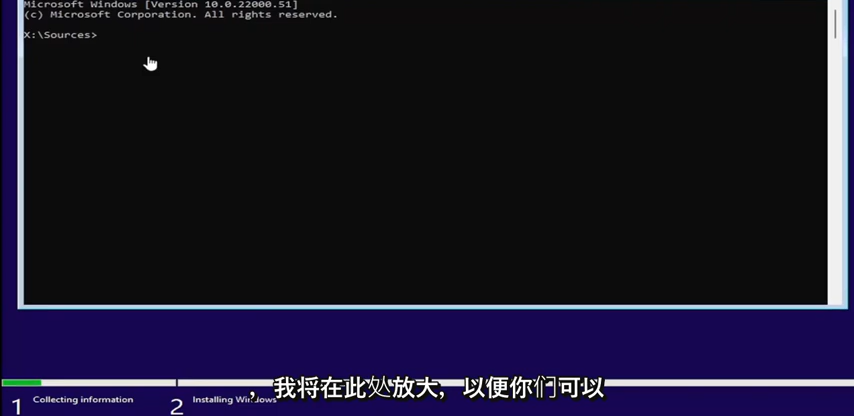 Microsoft Windows [Version 10.0.22000.51]
(c) Microsoft Corporation. All rights reserved.
X:\Sources>
，我将在此处放大，以便你们可以
1 Collecting information 2 Installing Windows